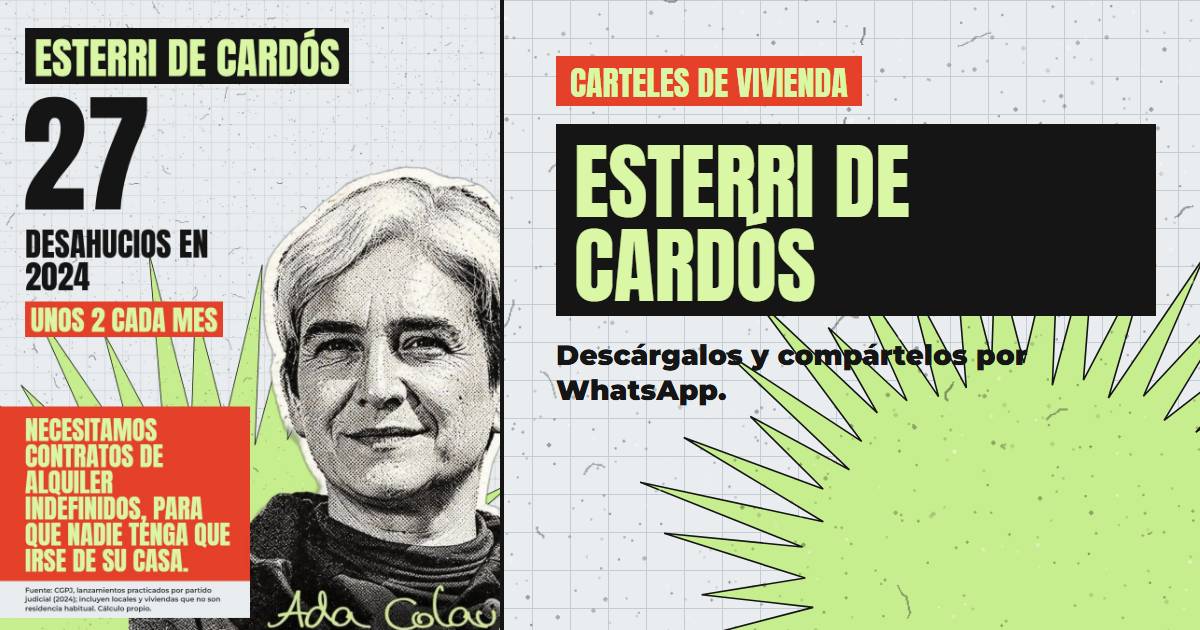 ESTERRI DE CARDÓS
27
DESAHUCIOS EN
2024
UNOS 2 CADA MES
NECESITAMOS
CONTRATOS DE
ALQUILER
INDEFINIDOS, PARA
QUE NADIE TENGA QUE
IRSE DE SU CASA.
Fuente: CGPJ, lanzamientos practicados por partido
judicial (2024); incluyen locales y viviendas que no son
residencia habitual. Cálculo propio.
Ada Colau
CARTELES DE VIVIENDA
ESTERRI DE
CARDÓS
Descárgalos y compártelos por
WhatsApp.